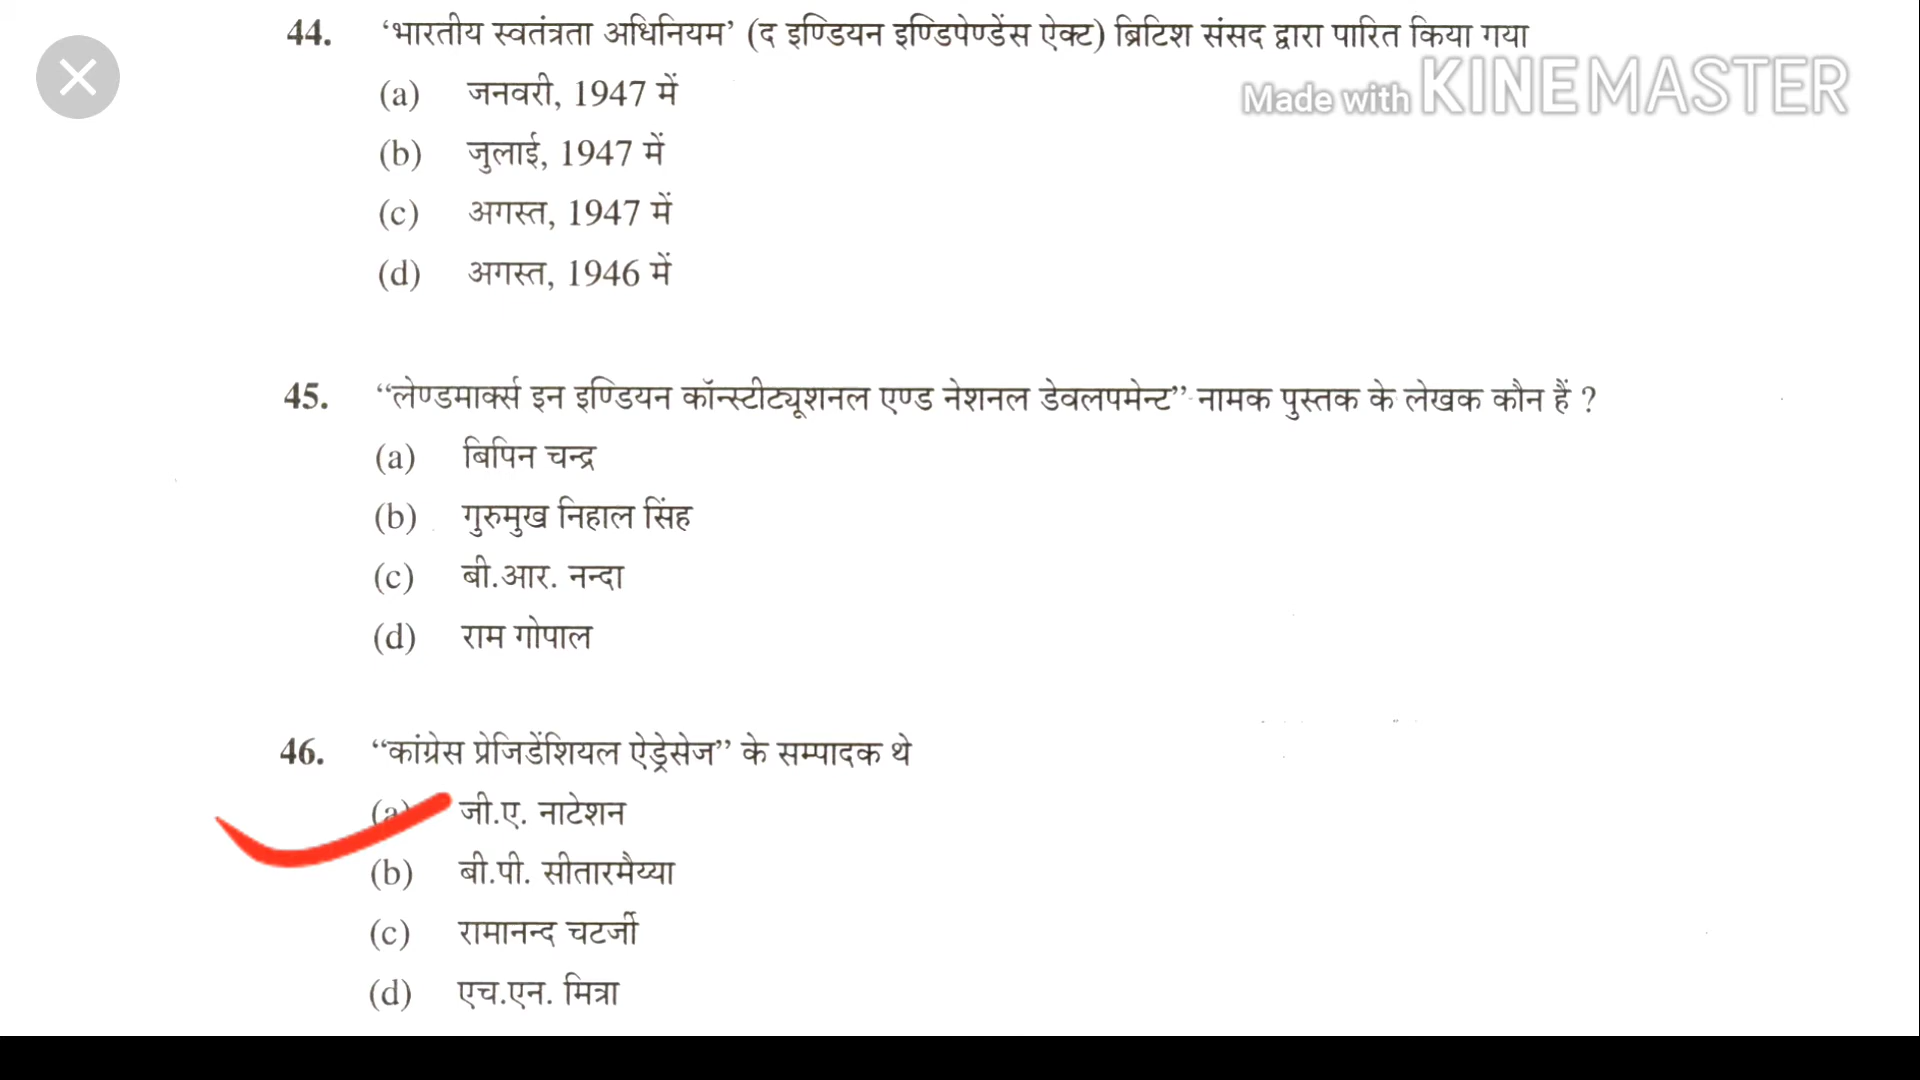 44. ‘भारतीय स्वतंत्रता अधिनियम’ (द इण्डियन इण्डिपेण्डेंस ऐक्ट) ब्रिटिश संसद द्वारा पारित किया गया
Made with KINEMASTER
(a) जनवरी, 1947 में
(b) जुलाई, 1947 में
(c) अगस्त, 1947 में
(d) अगस्त, 1946 में
45. “लेण्डमार्क्स इन इण्डियन कॉन्स्टीट्यूशनल एण्ड नेशनल डेवलपमेन्ट” नामक पुस्तक के लेखक कौन हैं ?
(a) बिपिन चन्द्र
(b) गुरुमुख निहाल सिंह
(c) बी.आर. नन्दा
(d) राम गोपाल
46. “कांग्रेस प्रेजिडेंशियल ऐड्रेसेज” के सम्पादक थे
(a) जी.ए. नाटेशन
(b) बी.पी. सीतारमैय्या
(c) रामानन्द चटर्जी
(d) एच.एन. मित्रा